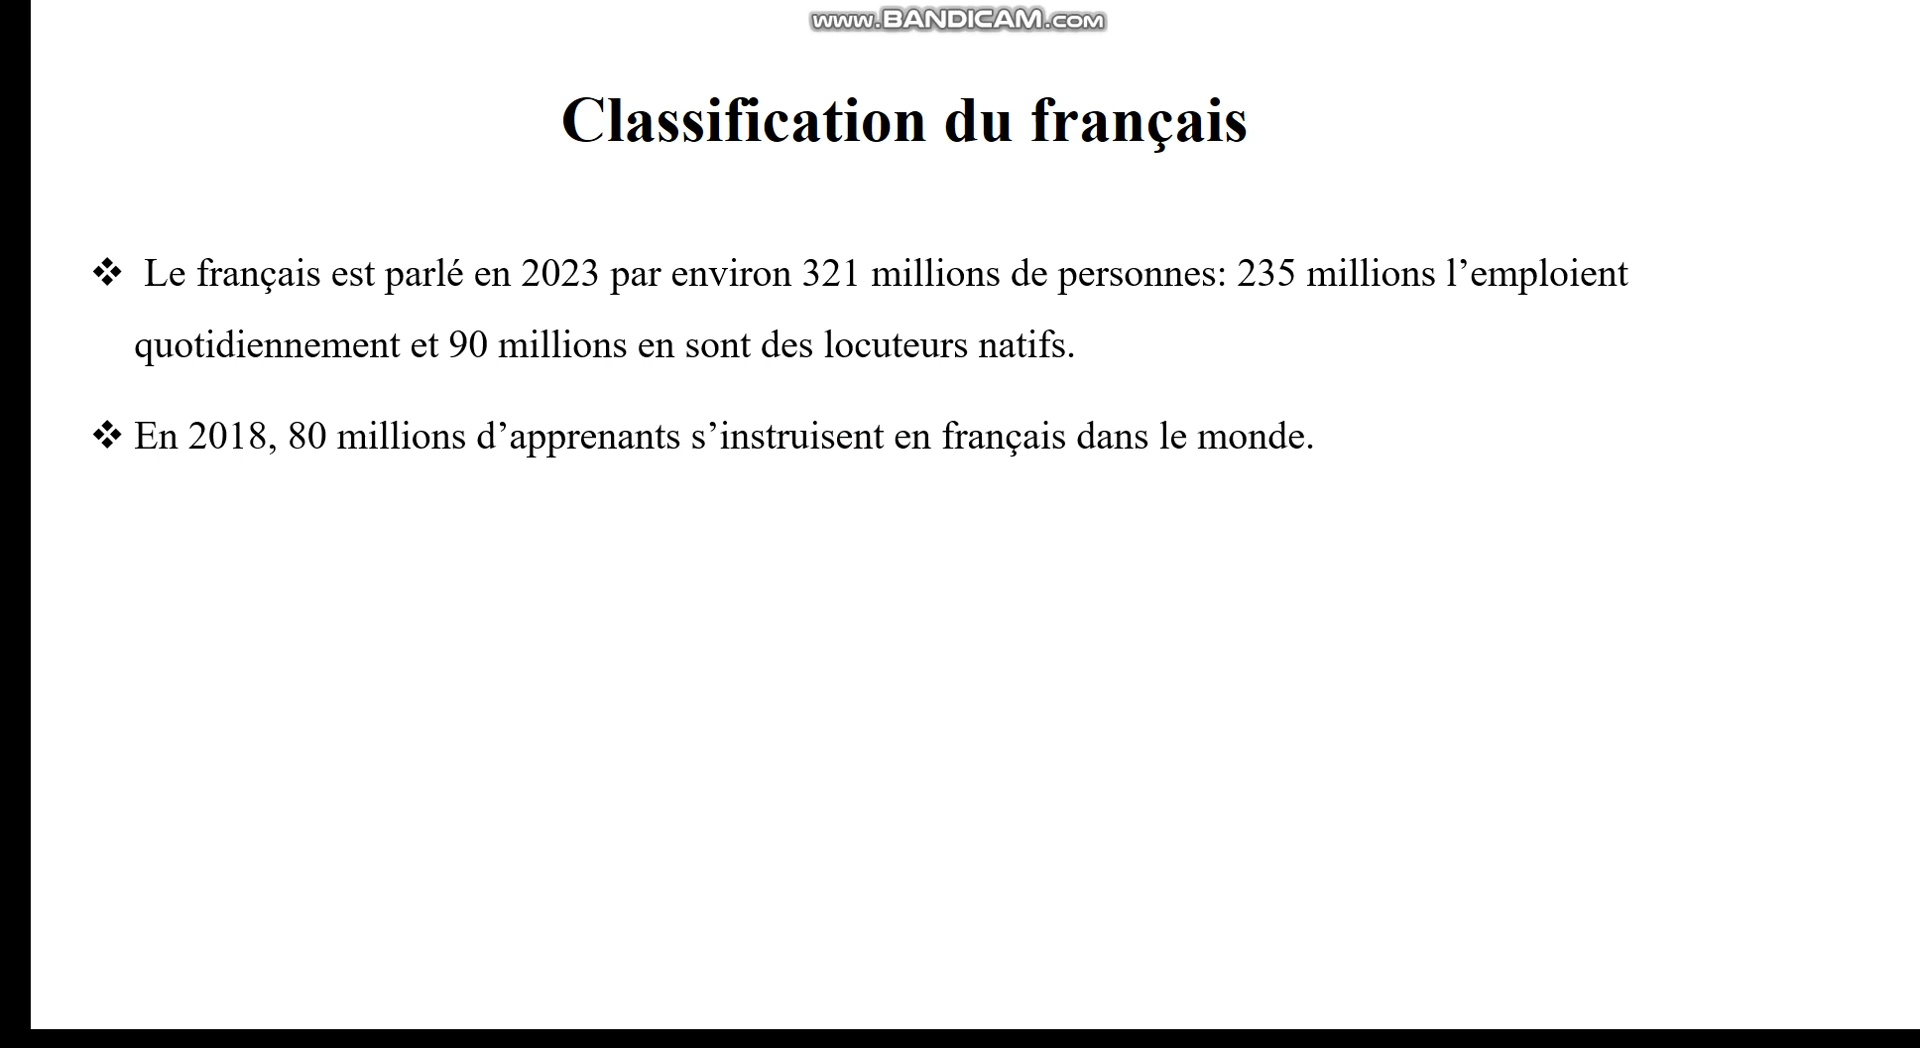 www.BANDICAM.com
Classification du français
❖ Le français est parlé en 2023 par environ 321 millions de personnes: 235 millions l’emploient
quotidiennement et 90 millions en sont des locuteurs natifs.
❖ En 2018, 80 millions d’apprenants s’instruisent en français dans le monde.